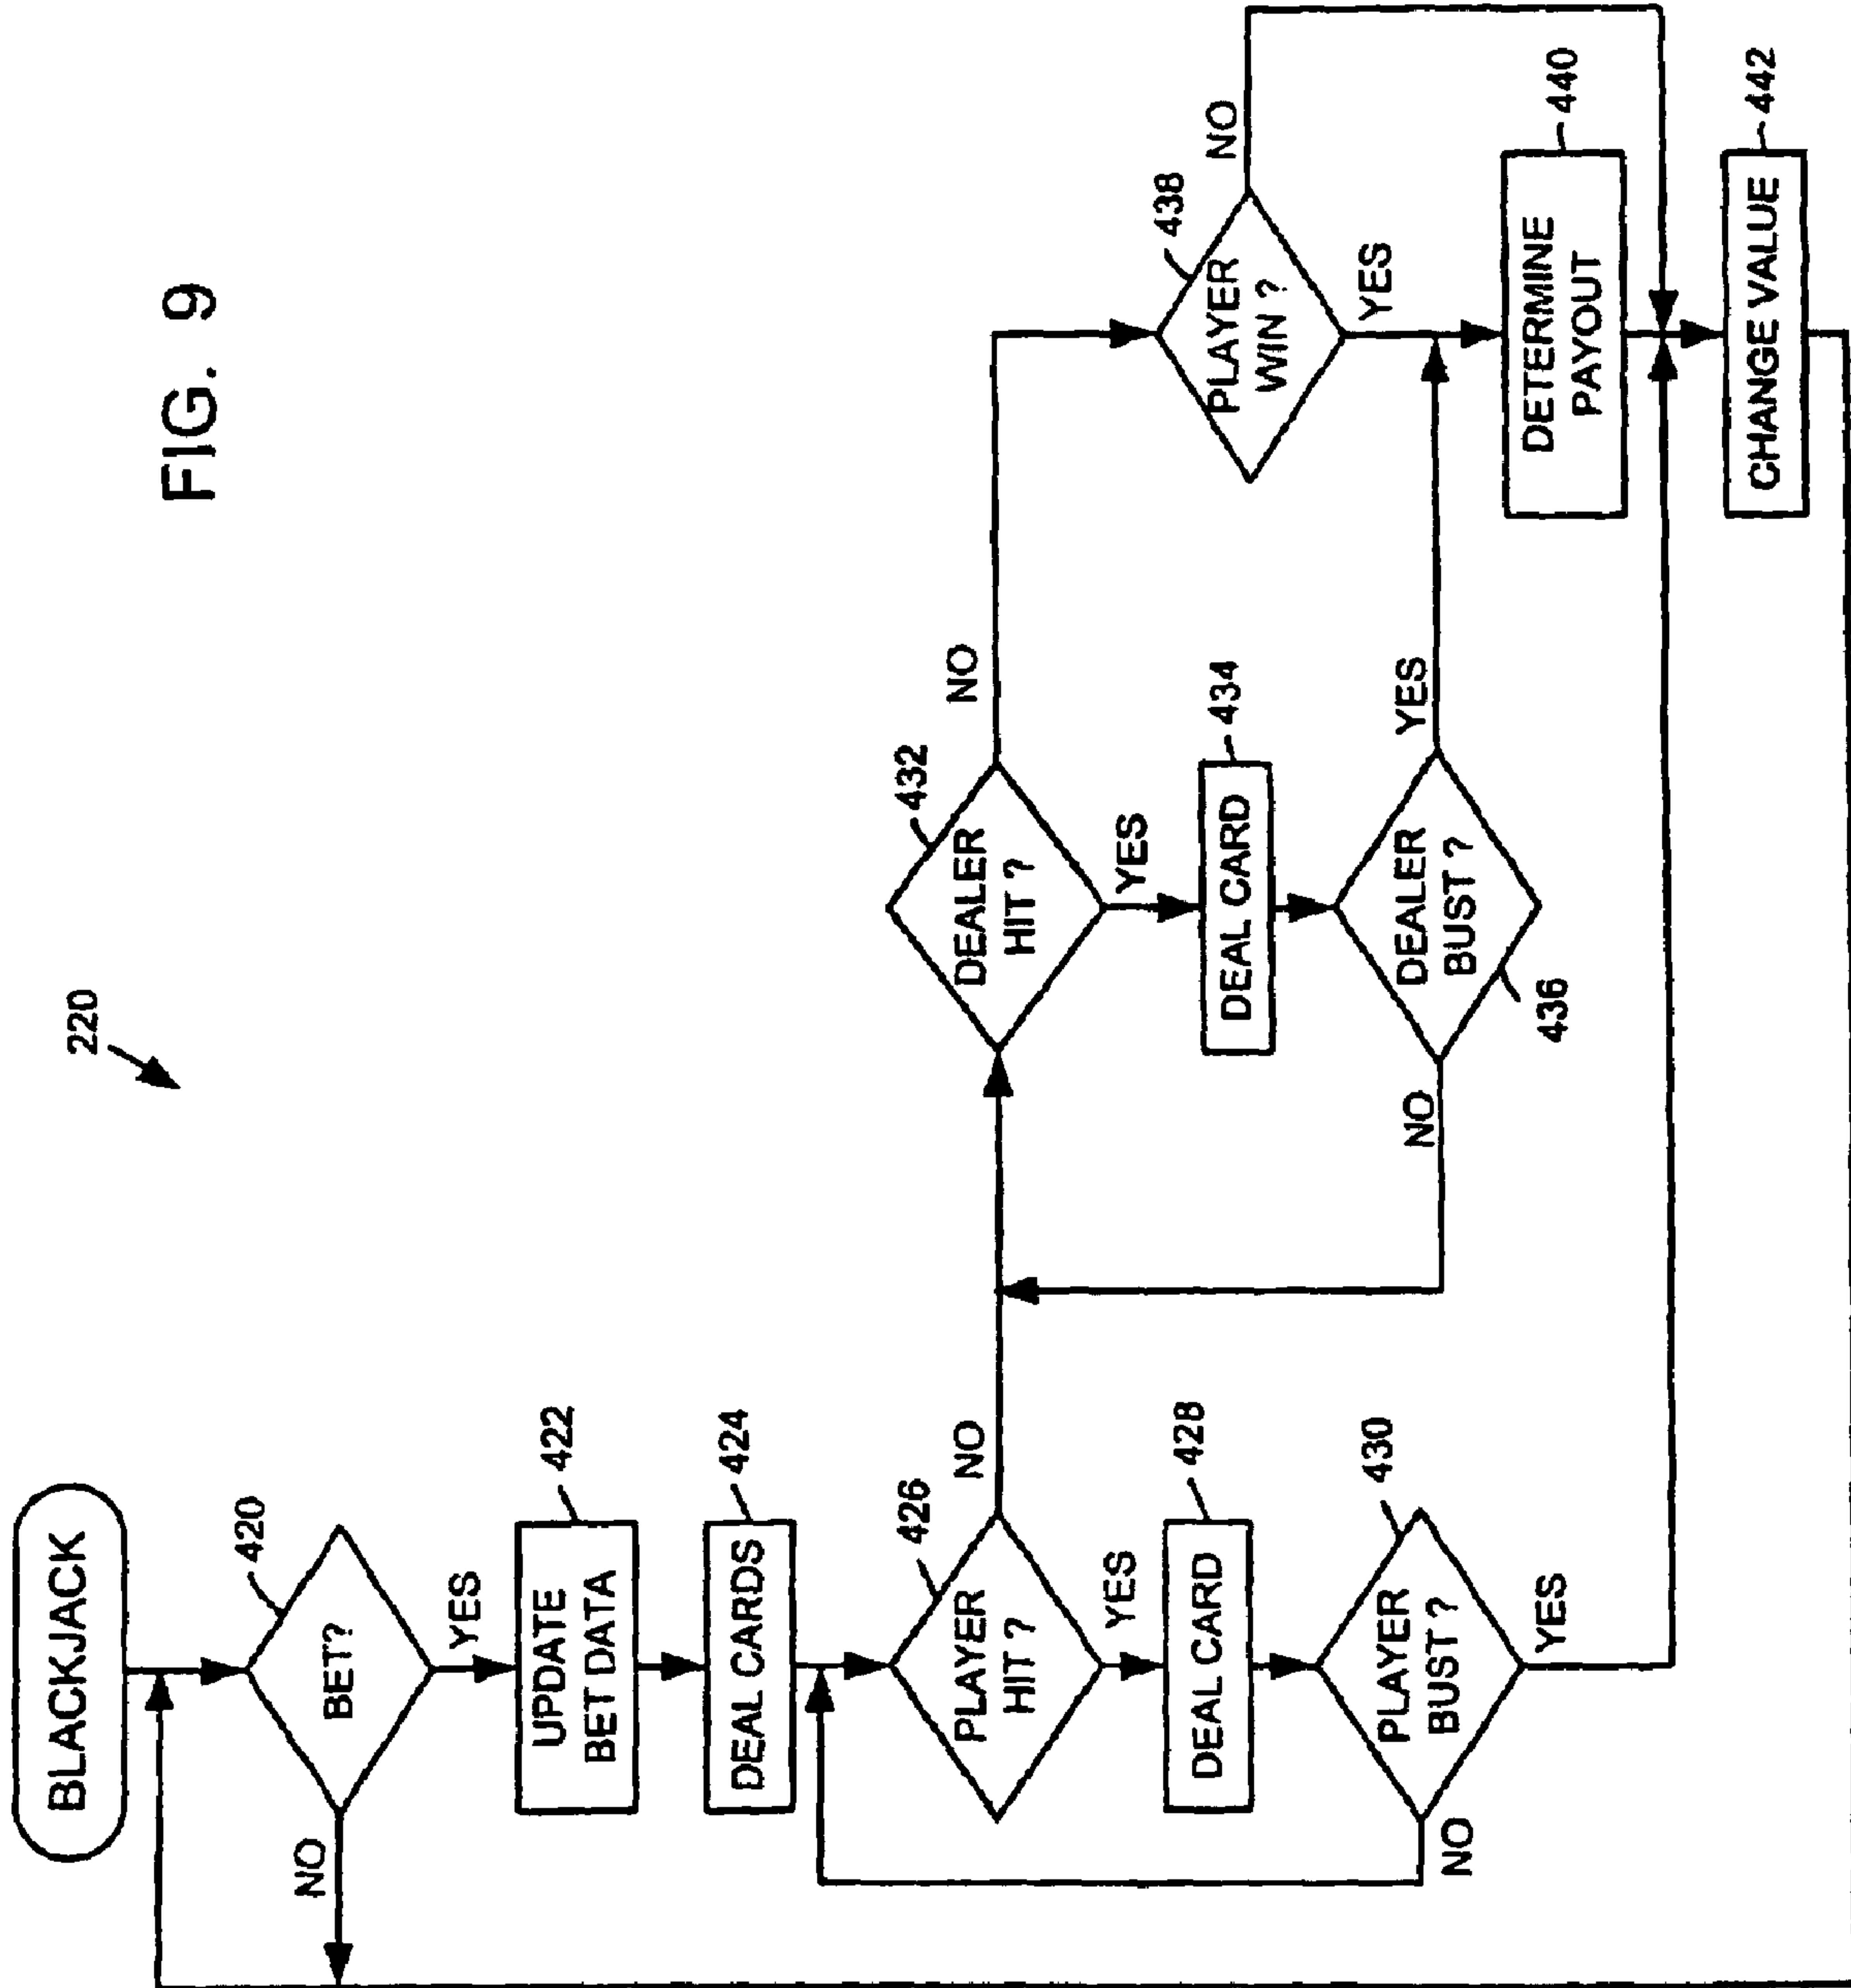 FIG. 9
220
BLACKJACK
420
BET?
NO
YES
UPDATE
BET DATA
422
DEAL CARDS
424
426
PLAYER
HIT ?
NO
YES
DEAL CARD
428
430
PLAYER
BUST ?
NO
YES
432
DEALER
HIT ?
NO
YES
DEAL CARD
434
DEALER
BUST ?
436
NO
YES
438
PLAYER
WIN ?
NO
YES
DETERMINE
PAYOUT
440
CHANGE VALUE
442